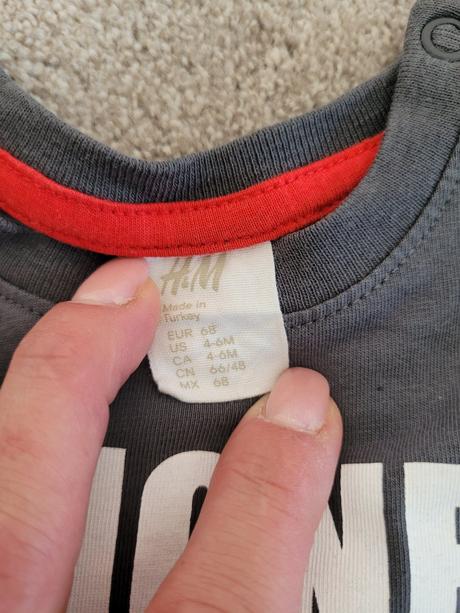 H&M
Made in
Turkey
EUR 68
US 4-6M
CA 4-6M
CN 66/48
MX 68